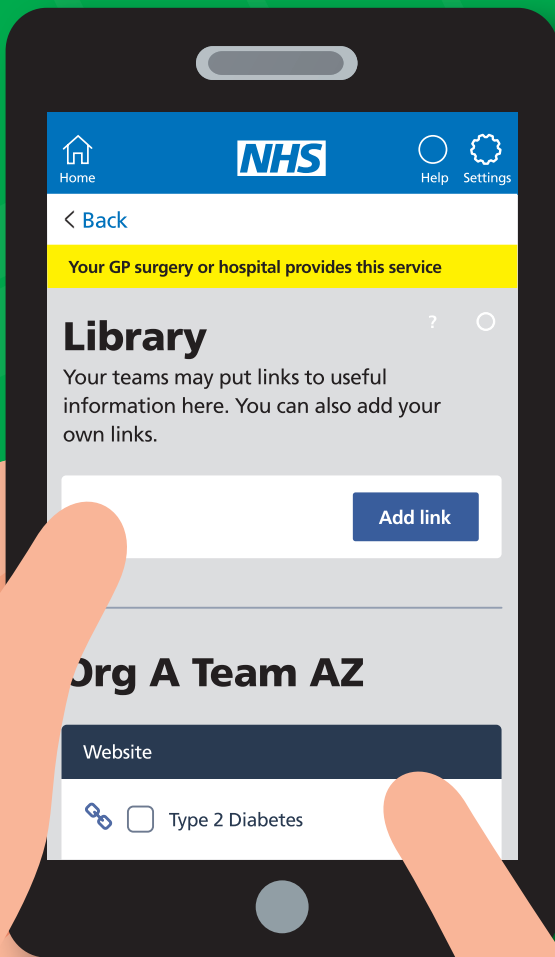 NHS
Home
Help Settings
< Back
Your GP surgery or hospital provides this service
?
Library
Your teams may put links to useful
information here. You can also add your
own links.
Add link
Org A Team AZ
Website
Type 2 Diabetes